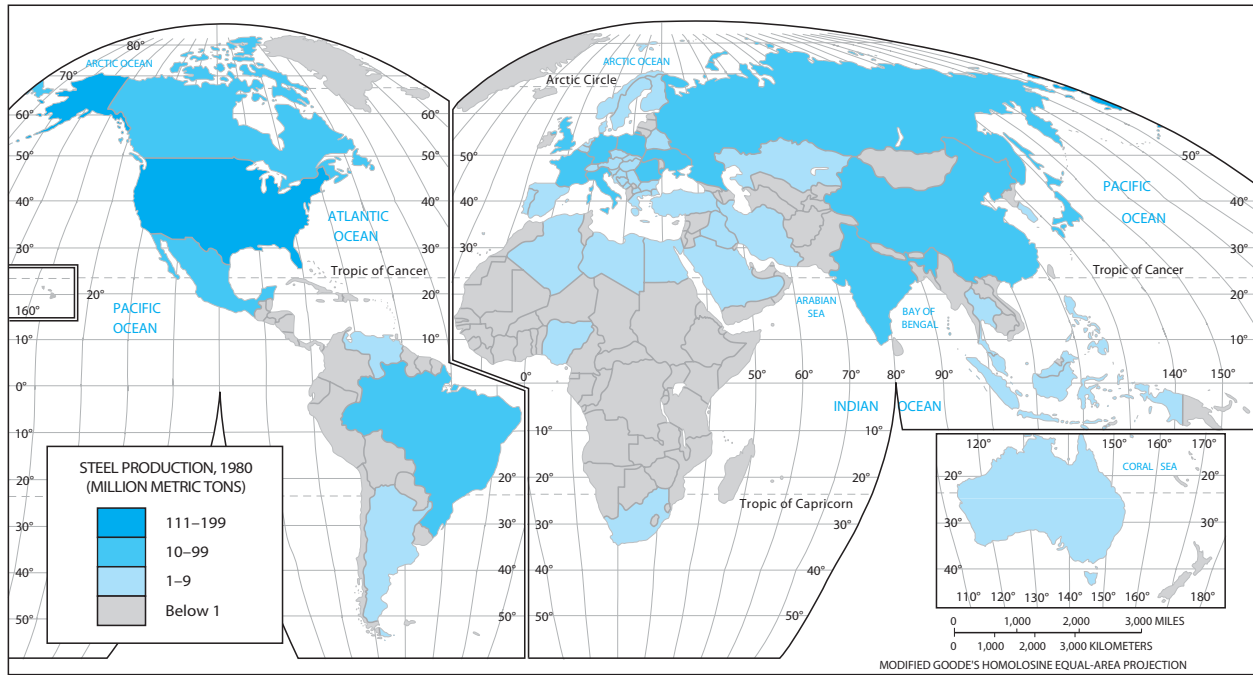 80°
70°
ARCTIC OCEAN
60°
50°
40°
30°
160°
20°
10°
0°
10°
20°
30°
40°
50°
ATLANTIC
OCEAN
Tropic of Cancer
PACIFIC
OCEAN
ARCTIC OCEAN
Arctic Circle
60°
50°
40°
30°
20°
10°
0°
10°
20°
30°
40°
50°
50°
60°
70°
80°
90°
140°
150°
ARABIAN
SEA
BAY OF
BENGAL
INDIAN
OCEAN
10°
20°
Tropic of Capricorn
30°
40°
50°
PACIFIC
OCEAN
50°
40°
30°
Tropic of Cancer
20°
10°
0°
STEEL PRODUCTION, 1980
(MILLION METRIC TONS)
111–199
10–99
1–9
Below 1
120°
150°
160°
170°
CORAL SEA
20°
20°
30°
30°
40°
40°
110°
120°
130°
140°
150°
160°
180°
0 1,000 2,000 3,000 MILES
0 1,000 2,000 3,000 KILOMETERS
MODIFIED GOODE'S HOMOLOSINE EQUAL-AREA PROJECTION